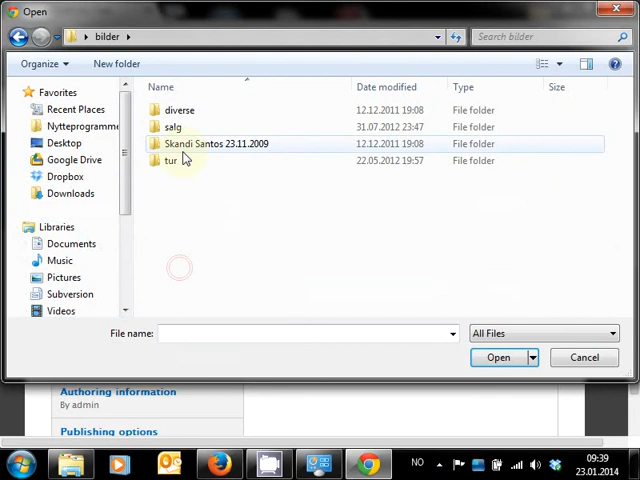 Open
bilder
Search bilder
Organize
New folder
Name
Date modified
Type
Size
Favorites
Recent Places
Nytteprogramme
Desktop
Google Drive
Dropbox
Downloads
Libraries
Documents
Music
Pictures
Subversion
Videos
diverse
12.12.2011 19:08
File folder
salg
31.07.2012 23:47
File folder
Skandi Santos 23.11.2009
12.12.2011 19:08
File folder
tur
22.05.2012 19:57
File folder
File name:
All Files
Open
Cancel
Authoring information
By admin
Publishing options
NO
09:39
23.01.2014